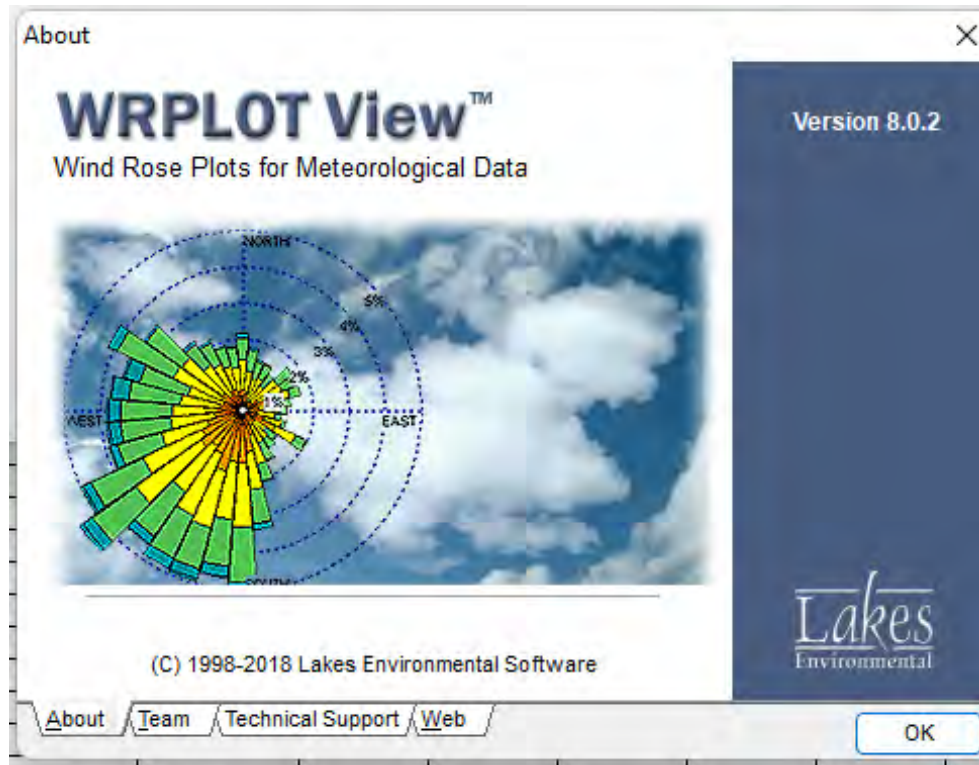 About
WRPLOT View™
Wind Rose Plots for Meteorological Data
Version 8.0.2
NORTH
5%
4%
3%
2%
1%
WEST
EAST
SOUTH
Lakes
Environmental
(C) 1998-2018 Lakes Environmental Software
About
Team
Technical Support
Web
OK